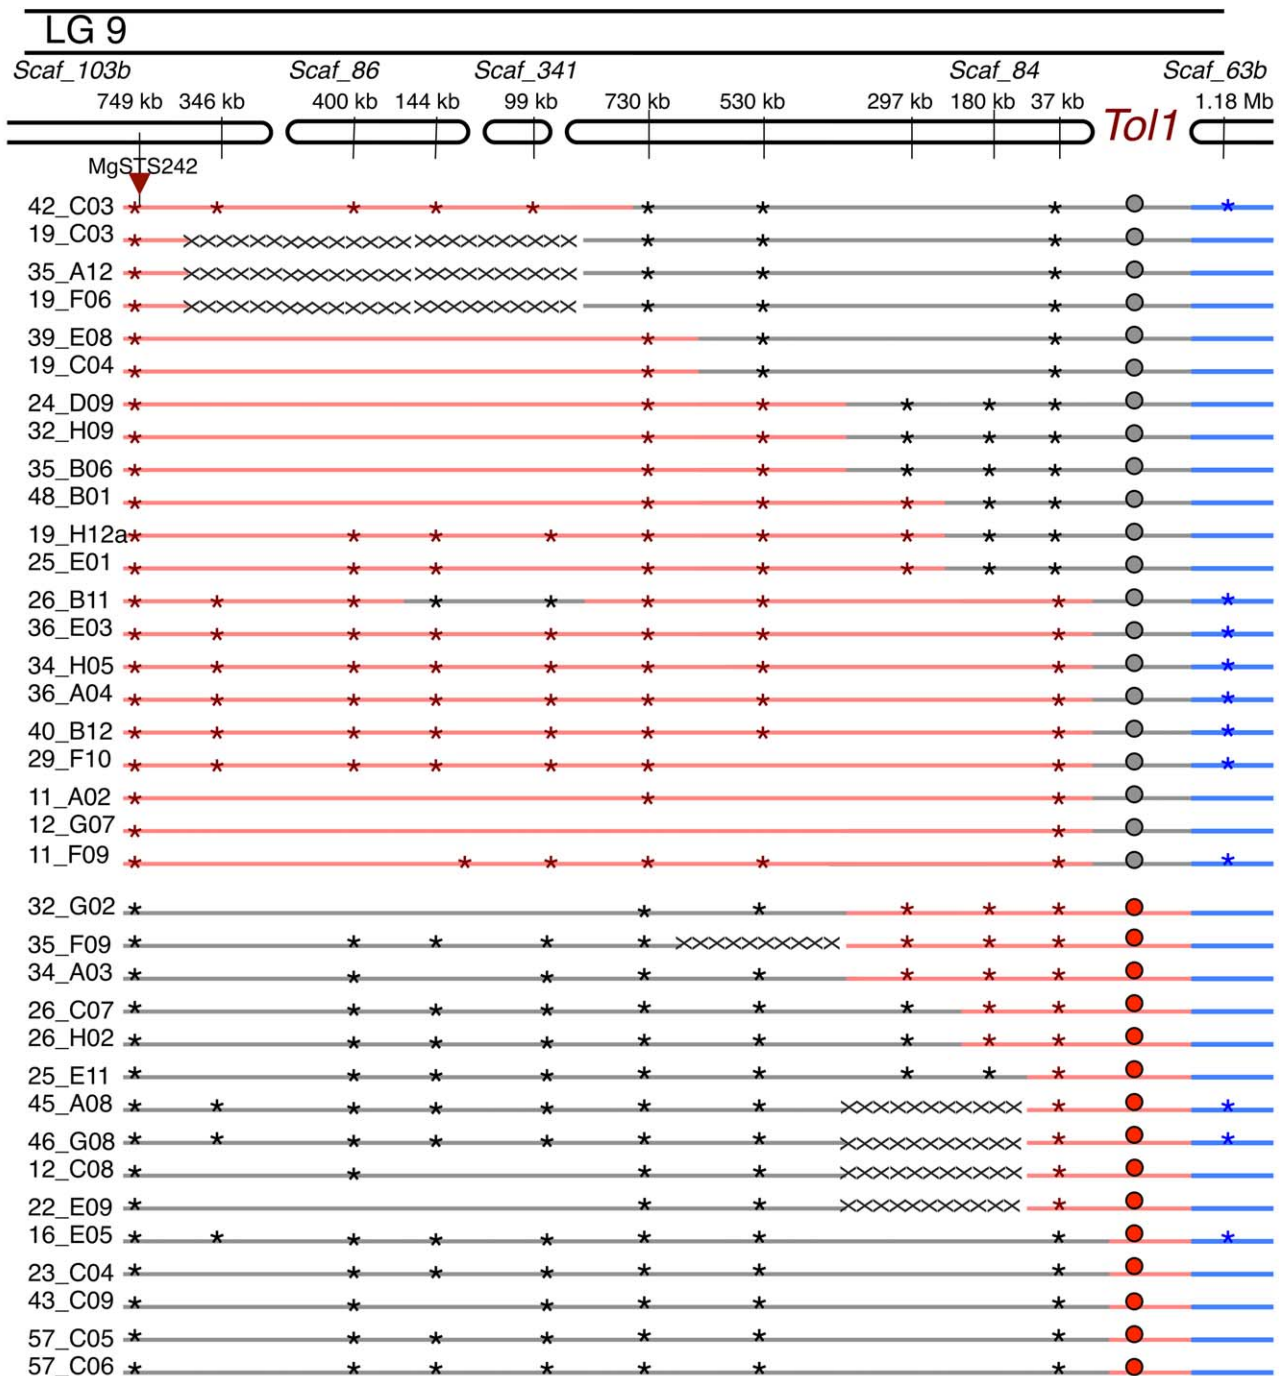 LG 9
Scaf_103b Scaf_86 Scaf_341 Scaf_84 Scaf_63b
749 kb 346 kb 400 kb 144 kb 99 kb 730 kb 530 kb 297 kb 180 kb 37 kb Tol1 1.18 Mb
MgSTS242
42_C03
19_C03
35_A12
19_F06
39_E08
19_C04
24_D09
32_H09
35_B06
48_B01
19_H12a
25_E01
26_B11
36_E03
34_H05
36_A04
40_B12
29_F10
11_A02
12_G07
11_F09
32_G02
35_F09
34_A03
26_C07
26_H02
25_E11
45_A08
46_G08
12_C08
22_E09
16_E05
23_C04
43_C09
57_C05
57_C06